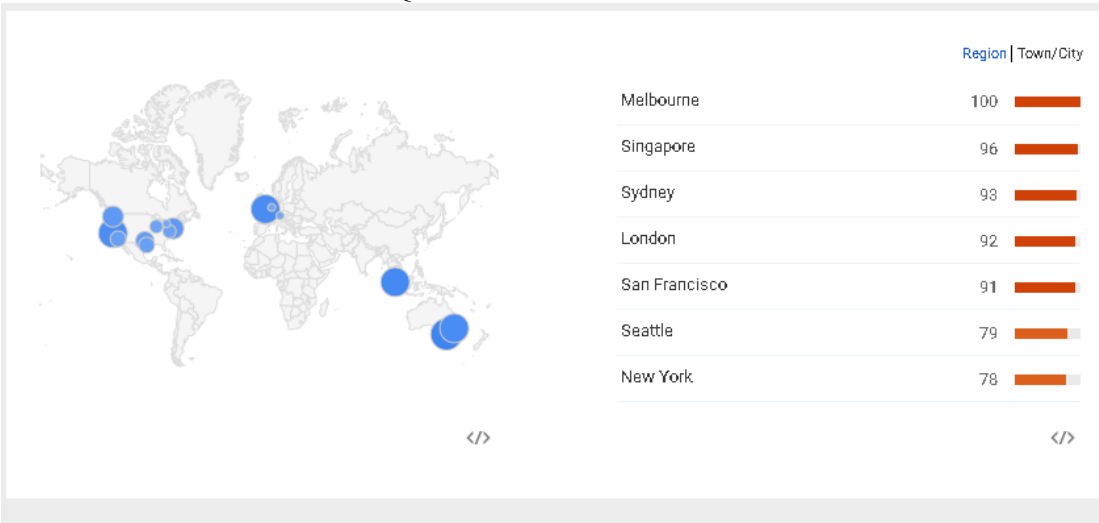 Region | Town/City
Melbourne 100
Singapore 96
Sydney 93
London 92
San Francisco 91
Seattle 79
New York 78
</> </>